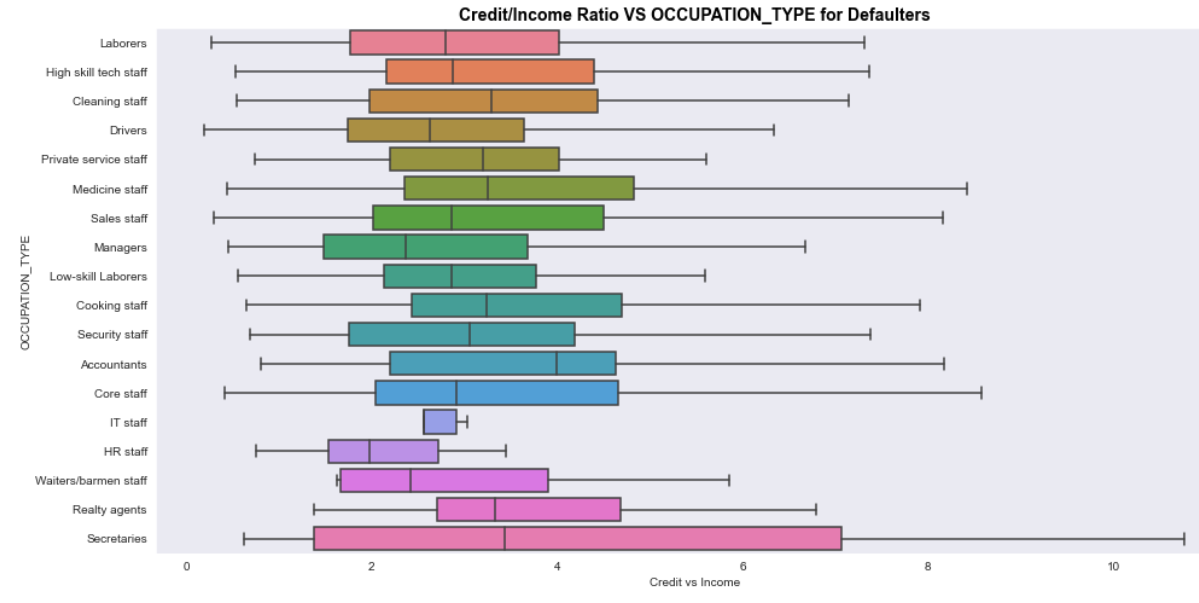 Credit/Income Ratio VS OCCUPATION_TYPE for Defaulters
OCCUPATION_TYPE
Laborers
High skill tech staff
Cleaning staff
Drivers
Private service staff
Medicine staff
Sales staff
Managers
Low-skill Laborers
Cooking staff
Security staff
Accountants
Core staff
IT staff
HR staff
Waiters/barmen staff
Realty agents
Secretaries
0 2 4 6 8 10
Credit vs Income